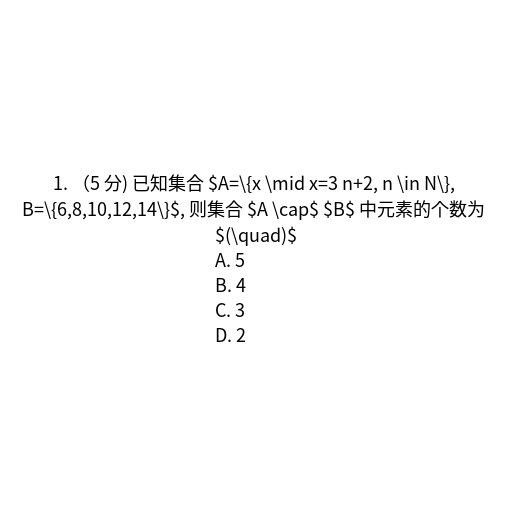 1. （5 分) 已知集合 $A=\{x \mid x=3 n+2, n \in N\},
B=\{6,8,10,12,14\}$, 则集合 $A \cap$ $B$ 中元素的个数为
$(\quad)$
A. 5
B. 4
C. 3
D. 2